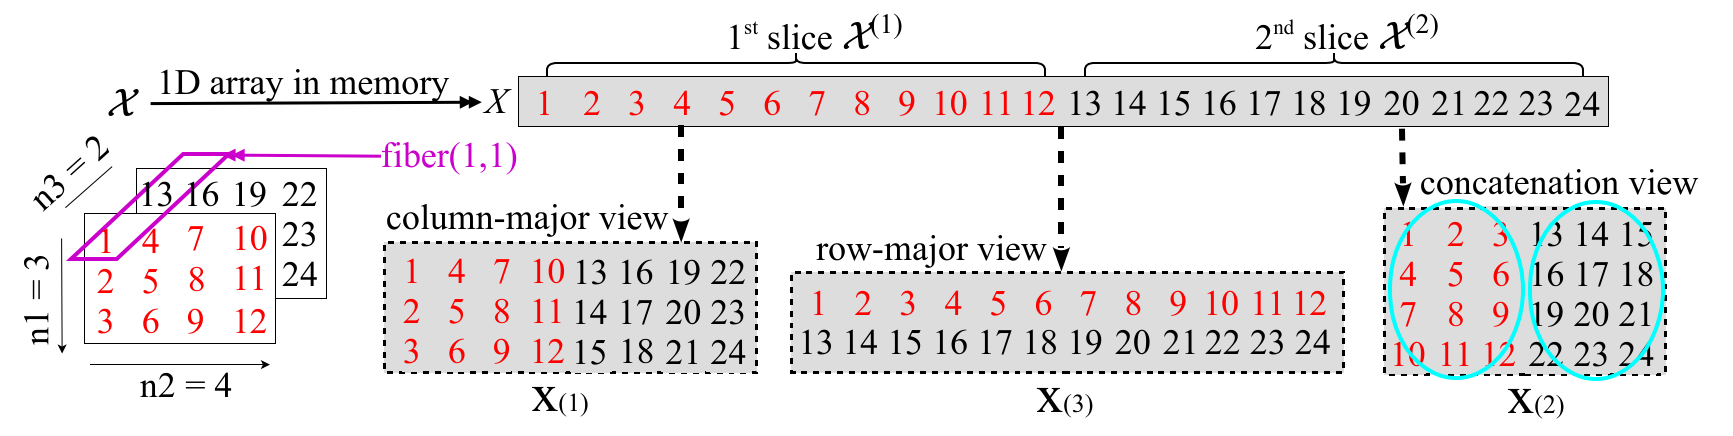 1st slice 𝒳(1)
2nd slice 𝒳(2)
𝒳 1D array in memory X 1 2 3 4 5 6 7 8 9 10 11 12 13 14 15 16 17 18 19 20 21 22 23 24
fiber(1,1)
n3 = 2
13 16 19 22
23
24
1 4 7 10
2 5 8 11
3 6 9 12
n1 = 3
n2 = 4
column-major view
1 4 7 10 13 16 19 22
2 5 8 11 14 17 20 23
3 6 9 12 15 18 21 24
X(1)
row-major view
1 2 3 4 5 6 7 8 9 10 11 12
13 14 15 16 17 18 19 20 21 22 23 24
X(3)
concatenation view
1 2 3 13 14 15
4 5 6 16 17 18
7 8 9 19 20 21
10 11 12 22 23 24
X(2)